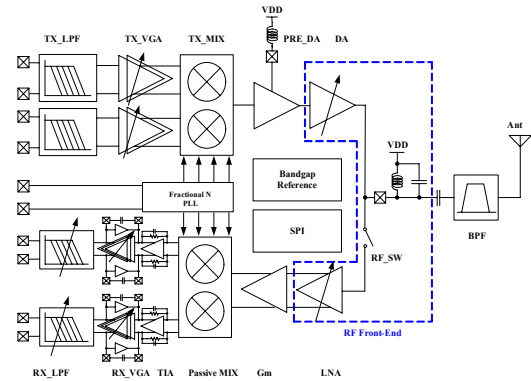 VDD
TX_LPF TX_VGA TX_MIX PRE_DA DA
VDD
Ant
Fractional N
PLL
Bandgap
Reference
SPI
BPF
RF_SW
RF Front-End
RX_LPF RX_VGA TIA Passive MIX Gm LNA